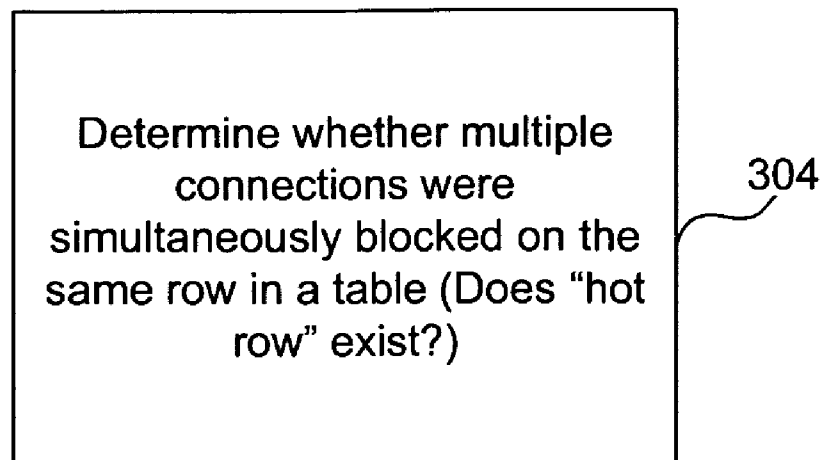 Determine whether multiple
connections were
simultaneously blocked on the
same row in a table (Does “hot
row” exist?)
304